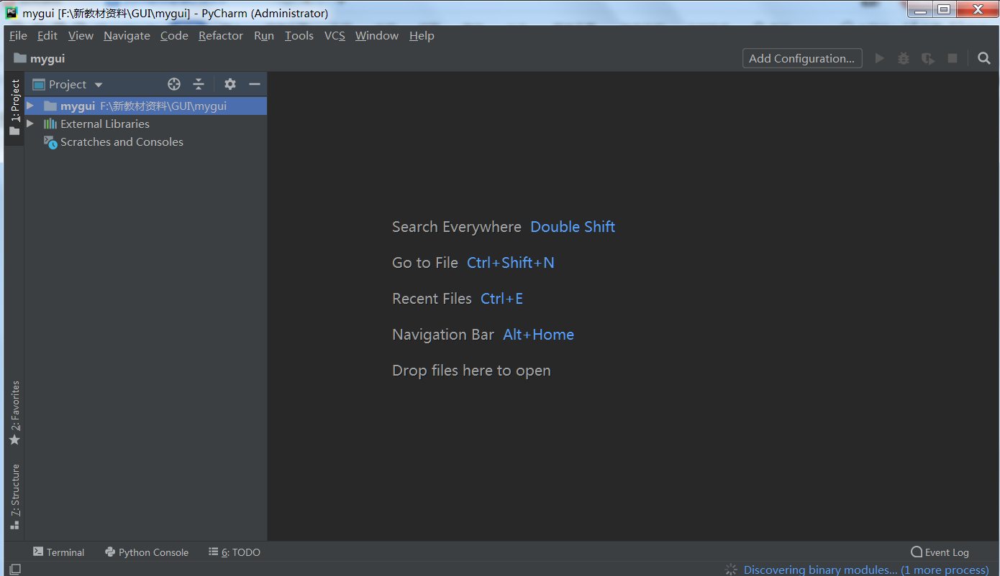 mygui [F:\新教材资料\GUI\mygui] - PyCharm (Administrator)
File Edit View Navigate Code Refactor Run Tools VCS Window Help
mygui
Add Configuration...
1: Project
Project
mygui F:\新教材资料\GUI\mygui
External Libraries
Scratches and Consoles
Search Everywhere Double Shift
Go to File Ctrl+Shift+N
Recent Files Ctrl+E
Navigation Bar Alt+Home
Drop files here to open
2: Favorites
7: Structure
Terminal Python Console 6: TODO
Event Log
Discovering binary modules... (1 more process)